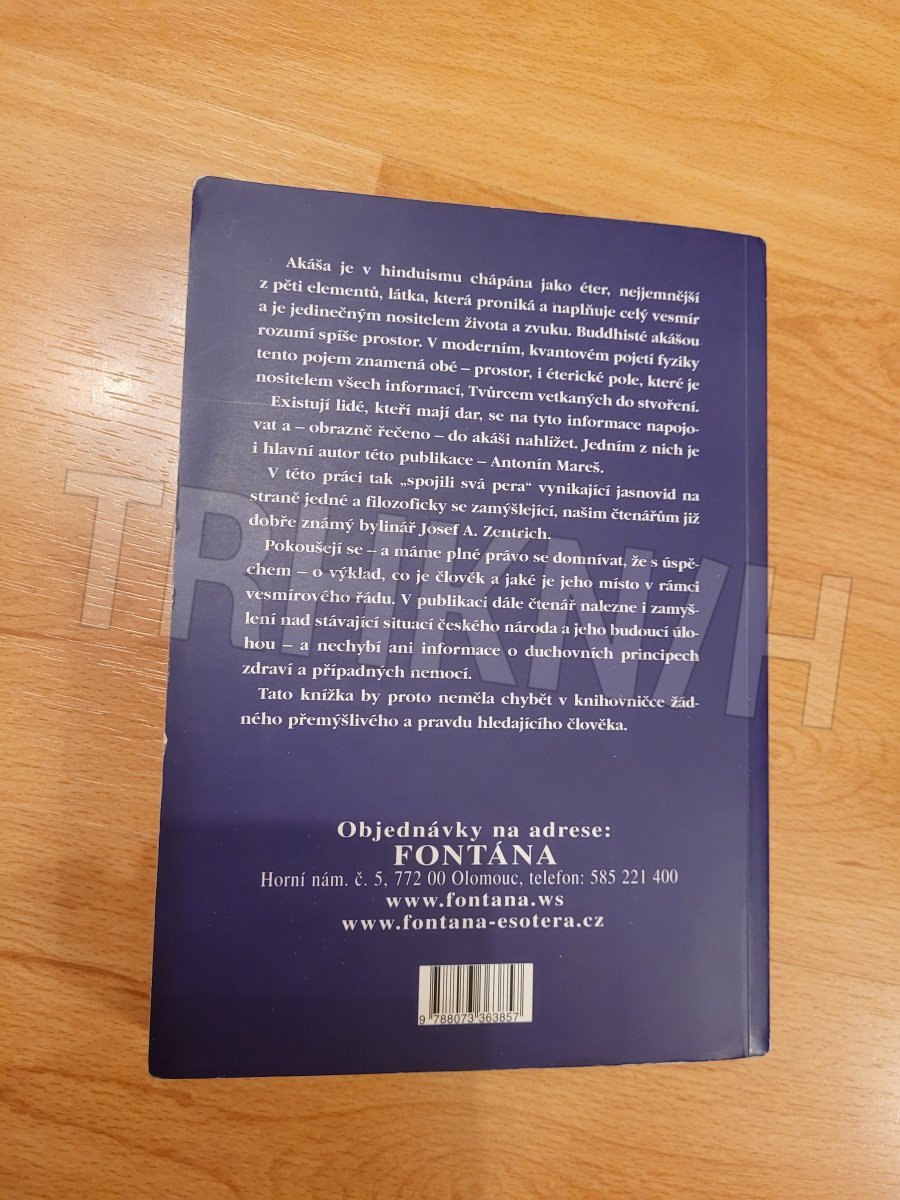 Akáša je v hinduismu chápána jako éter, nejjemnější
z pěti elementů, látka, která proniká a naplňuje celý vesmír
a je jedinečným nositelem života a zvuku. Buddhisté akášou
rozumí spíše prostor. V moderním, kvantovém pojetí fyziky
tento pojem znamená obé – prostor, i éterické pole, které je
nositelem všech informací, Tvůrcem vetkaných do stvoření.
Existují lidé, kteří mají dar, se na tyto informace napojo-
vat a – obrazně řečeno – do akáši nahlížet. Jedním z nich je
i hlavní autor této publikace – Antonín Mareš.
V této práci tak „spojili svá pera“ vynikající jasnovid na
straně jedné a filozoficky se zamýšlející, našim čtenářům již
dobře známý bylinář Josef A. Zentrich.
Pokoušejí se – a máme plné právo se domnívat, že s úspě-
chem – o výklad, co je člověk a jaké je jeho místo v rámci
vesmírového řádu. V publikaci dále čtenář nalezne i zamyš-
lení nad stávající situací českého národa a jeho budoucí úlo-
hou – a nechybí ani informace o duchovních principech
zdraví a případných nemocí.
Tato knížka by proto neměla chybět v knihovničce žád-
ného přemýšlivého a pravdu hledajícího člověka.
Objednávky na adrese:
FONTÁNA
Horní nám. č. 5, 772 00 Olomouc, telefon: 585 221 400
www.fontana.ws
www.fontana-esotera.cz
9 788073 363857